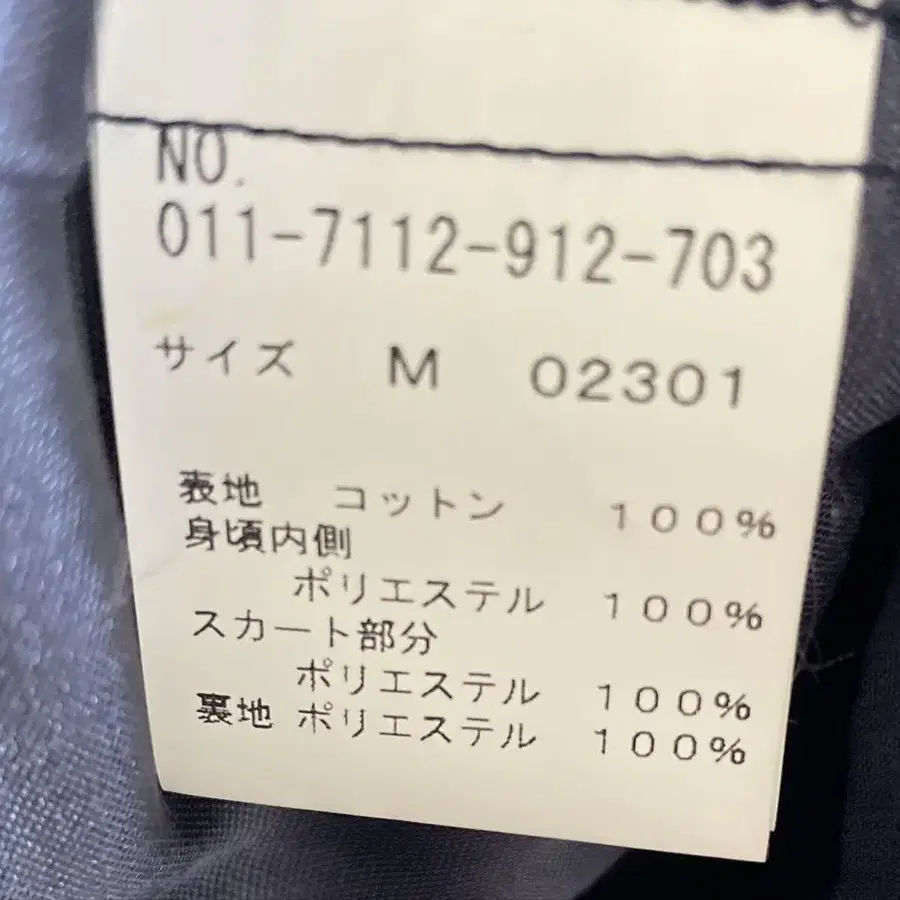 NO.
011-7112-912-703
サイズ M 02301
表地 コットン 100%
身頃内側
ポリエステル 100%
スカート部分
ポリエステル 100%
裏地 ポリエステル 100%